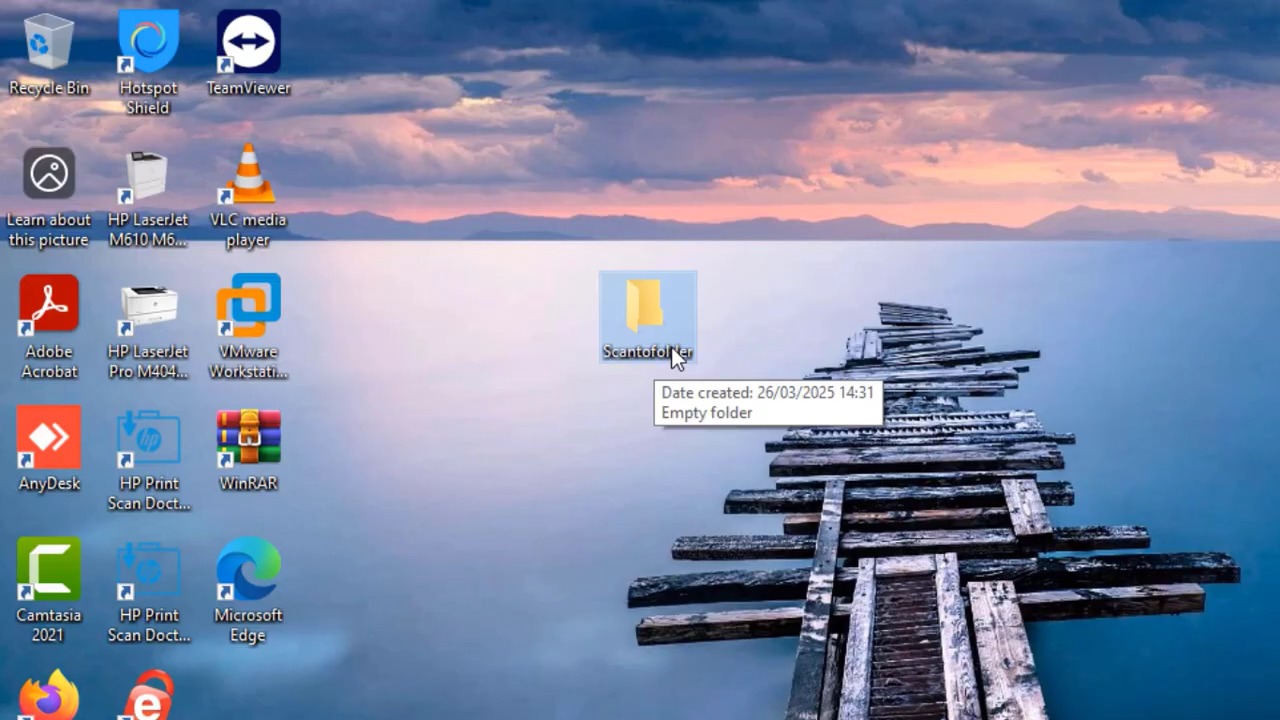 Recycle Bin
Hotspot
Shield
TeamViewer
Learn about
this picture
HP LaserJet
M610 M6...
VLC media
player
Adobe
Acrobat
HP LaserJet
Pro M404...
VMware
Workstati...
Scantofolder
Date created: 26/03/2025 14:31
Empty folder
AnyDesk
HP Print
Scan Doct...
WinRAR
Camtasia
2021
HP Print
Scan Doct...
Microsoft
Edge